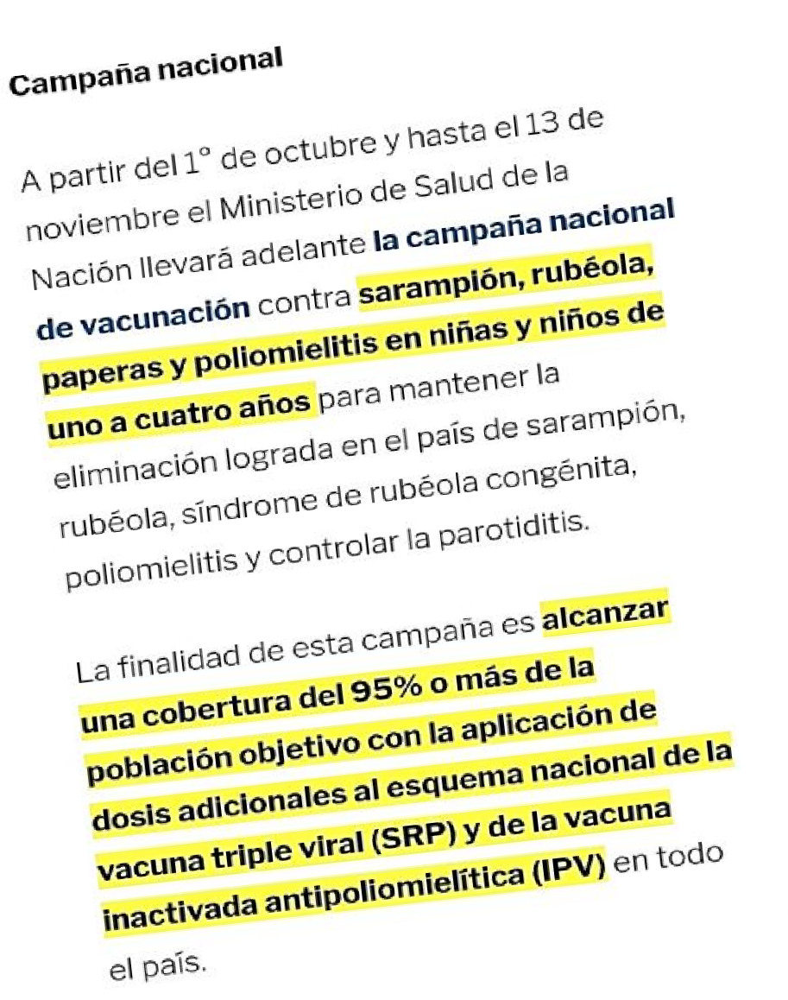 Campaña nacional
A partir del 1° de octubre y hasta el 13 de
noviembre el Ministerio de Salud de la
Nación llevará adelante la campaña nacional
de vacunación contra sarampión, rubéola,
paperas y poliomielitis en niñas y niños de
uno a cuatro años para mantener la
eliminación lograda en el país de sarampión,
rubéola, síndrome de rubéola congénita,
poliomielitis y controlar la parotiditis.
La finalidad de esta campaña es alcanzar
una cobertura del 95% o más de la
población objetivo con la aplicación de
dosis adicionales al esquema nacional de la
vacuna triple viral (SRP) y de la vacuna
inactivada antipoliomielítica (IPV) en todo
el país.